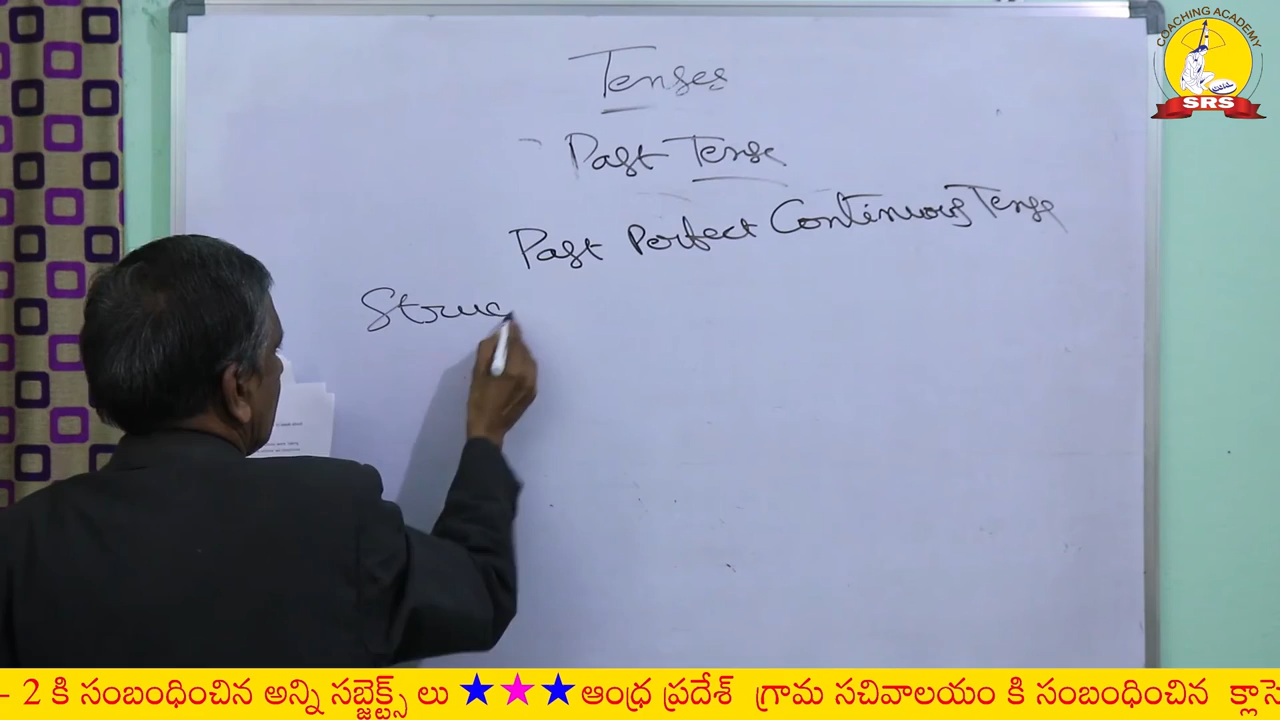 COACHING ACADEMY
SRS
Tenses
Past Tense
Past Perfect Continuous Tense
Struc
- 2 కి సంబంధించిన అన్ని సబ్జెక్ట్స్ లు ★★★ ఆంధ్ర ప్రదేశ్ గ్రామ సచివాలయం కి సంబంధించిన క్లాసె